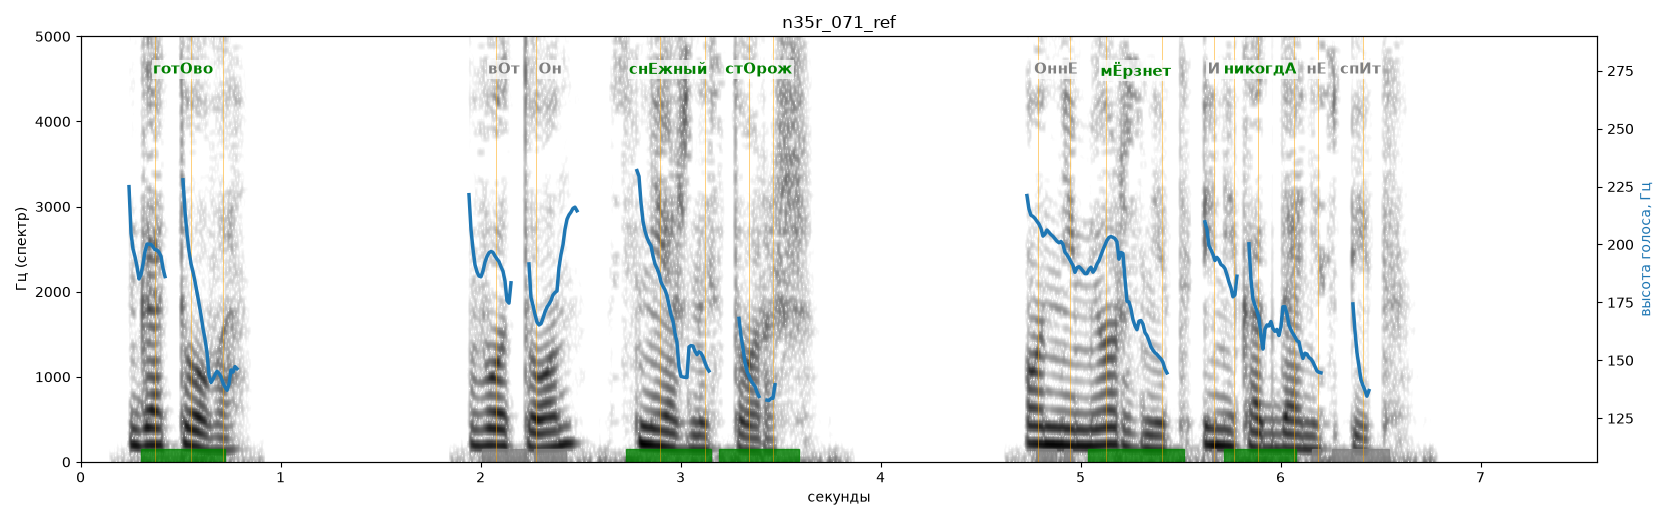 n35r_071_ref
готОво вОт Он снЕжный стОрож ОннЕ мЁрзнет И никогдА нЕ спИт
5000
4000
3000
2000
1000
0
Гц (спектр)
275
250
225
200
175
150
125
высота голооса, Гц
0 1 2 3 4 5 6 7
секунды